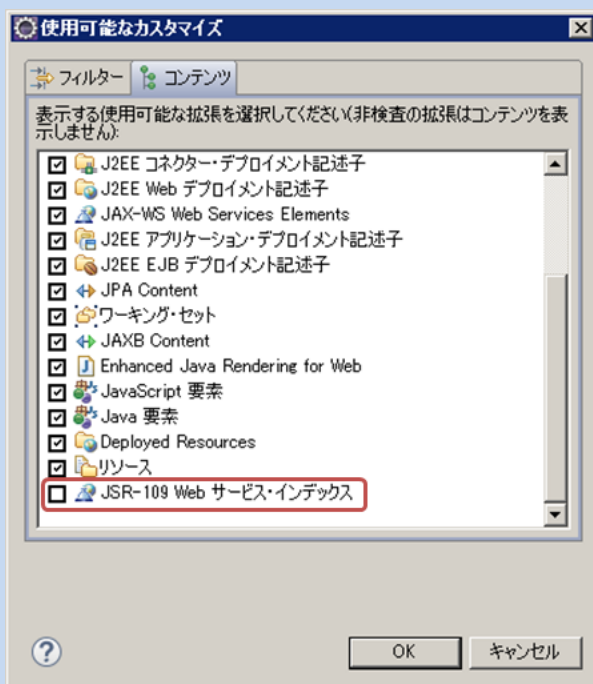 使用可能なカスタマイズ
フィルター コンテンツ
表示する使用可能な拡張を選択してください(非検査の拡張はコンテンツを表
示しません):
J2EE コネクター・デプロイメント記述子
J2EE Web デプロイメント記述子
JAX-WS Web Services Elements
J2EE アプリケーション・デプロイメント記述子
J2EE EJB デプロイメント記述子
JPA Content
ワーキング・セット
JAXB Content
Enhanced Java Rendering for Web
JavaScript 要素
Java 要素
Deployed Resources
リソース
JSR-109 Web サービス・インデックス
OK キャンセル